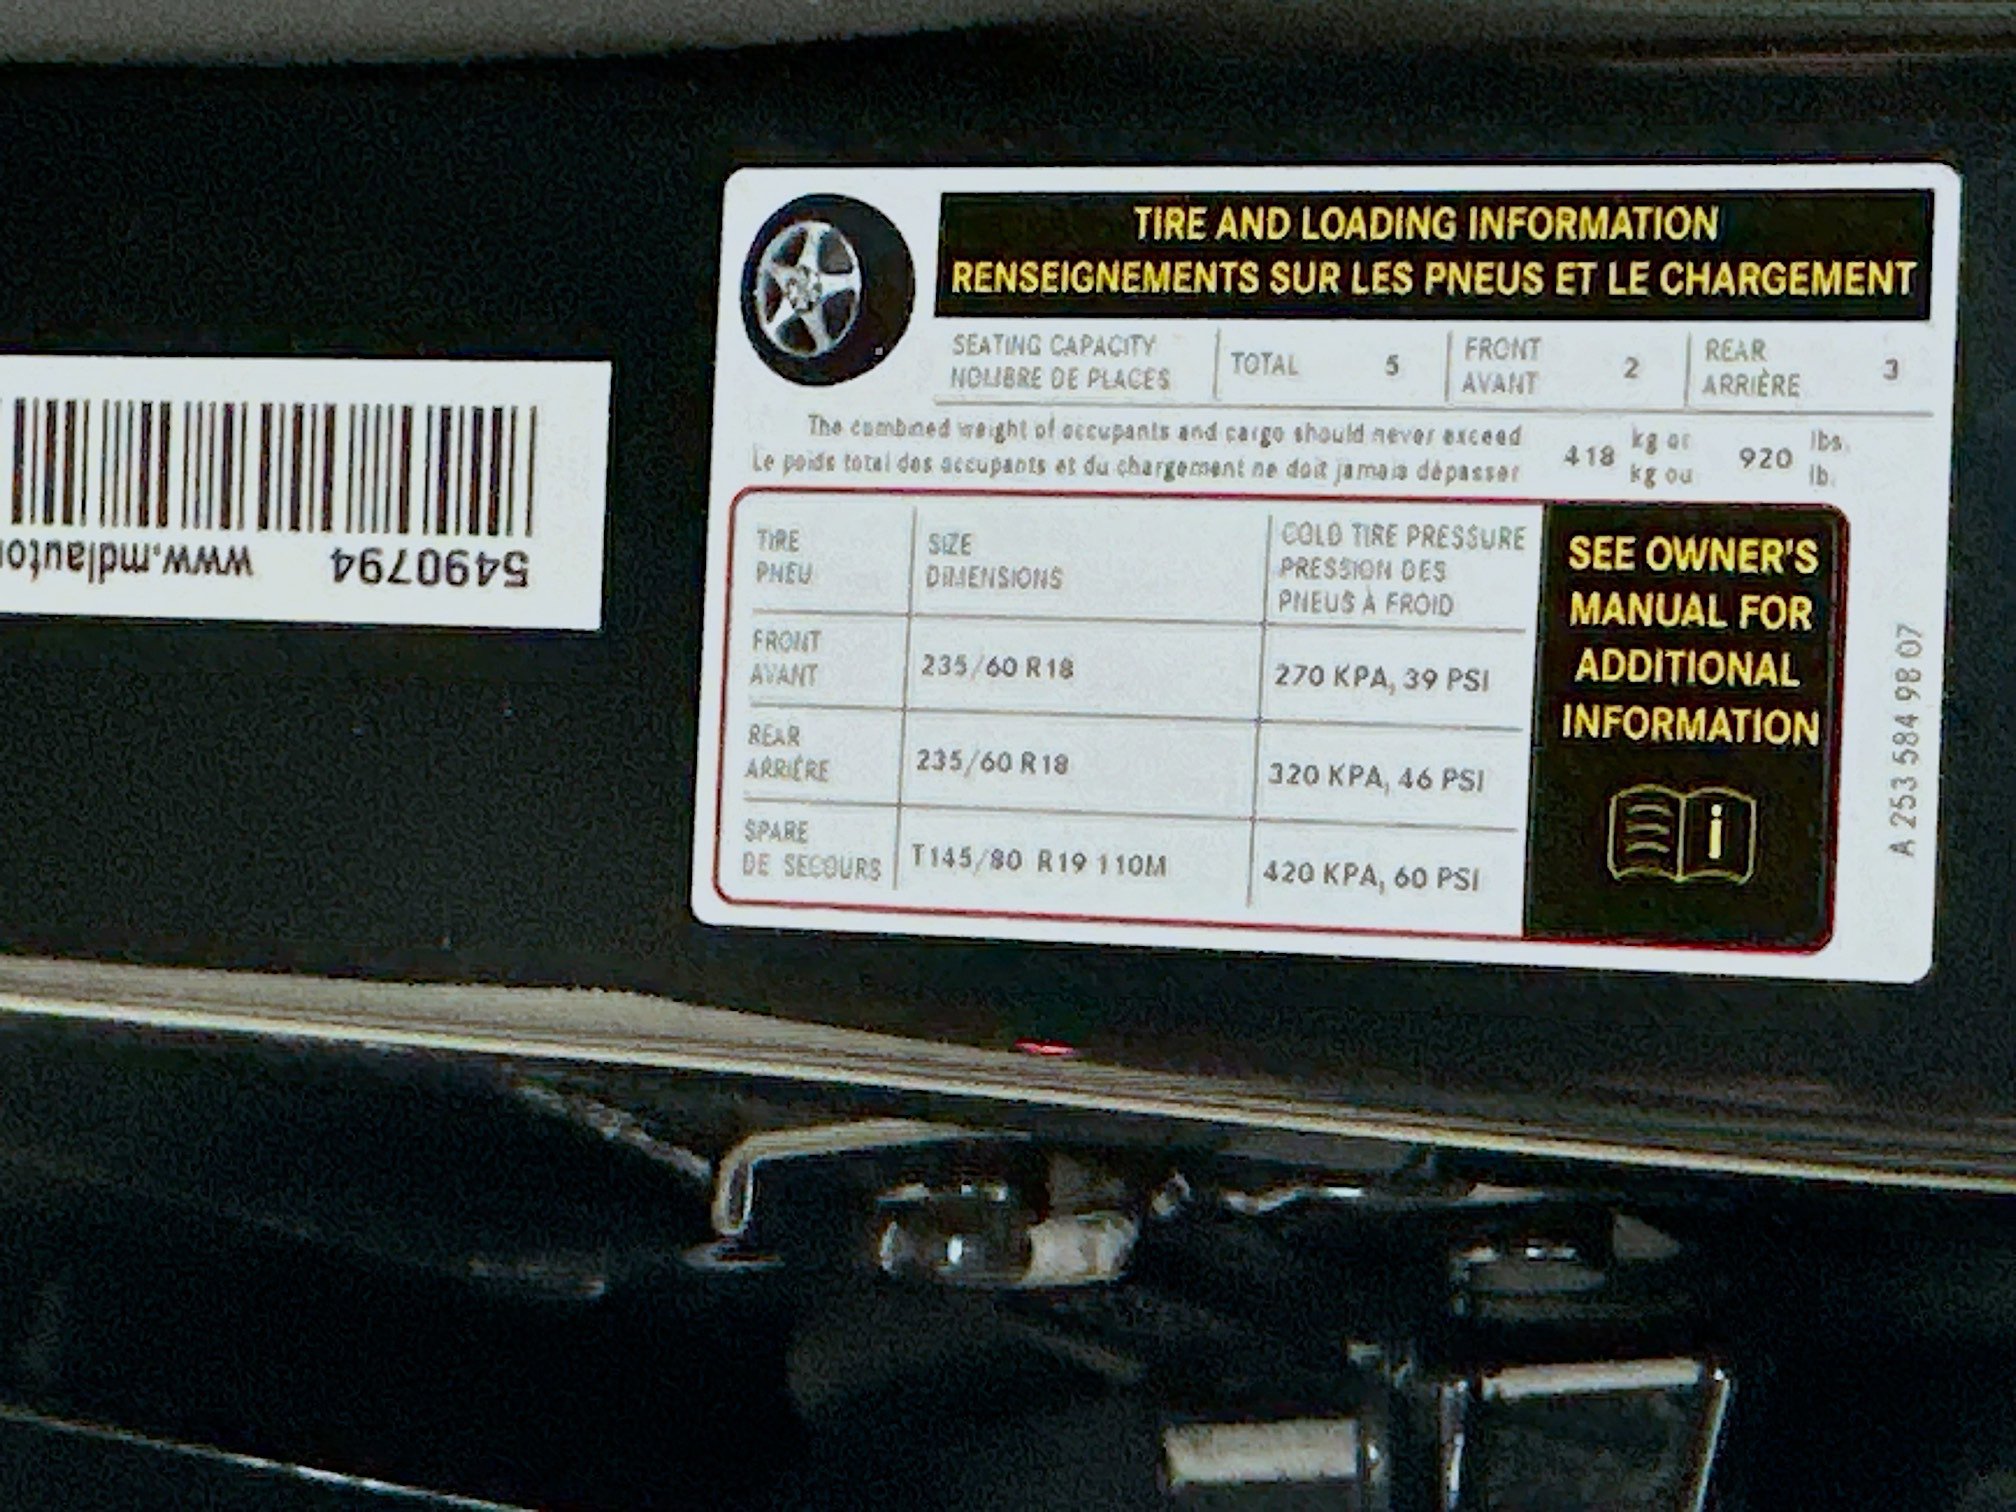 TIRE AND LOADING INFORMATION
RENSEIGNEMENTS SUR LES PNEUS ET LE CHARGEMENT
SEATING CAPACITY
NOMBRE DE PLACES
TOTAL 5
FRONT
AVANT
2
REAR
ARRIÈRE
3
The combined weight of occupants and cargo should never exceed
Le poids total des occupants et du chargement ne doit jamais dépasser
418 kg or
kg ou
920 lbs.
lb.
TIRE
PNEU
SIZE
DIMENSIONS
COLD TIRE PRESSURE
PRESSION DES
PNEUS À FROID
FRONT
AVANT
235/60 R18
270 KPA, 39 PSI
REAR
ARRIÈRE
235/60 R18
320 KPA, 46 PSI
SPARE
DE SECOURS
T145/80 R19 110M
420 KPA, 60 PSI
SEE OWNER'S
MANUAL FOR
ADDITIONAL
INFORMATION
i
A 253 584 98 07
5490794
www.mdlauto